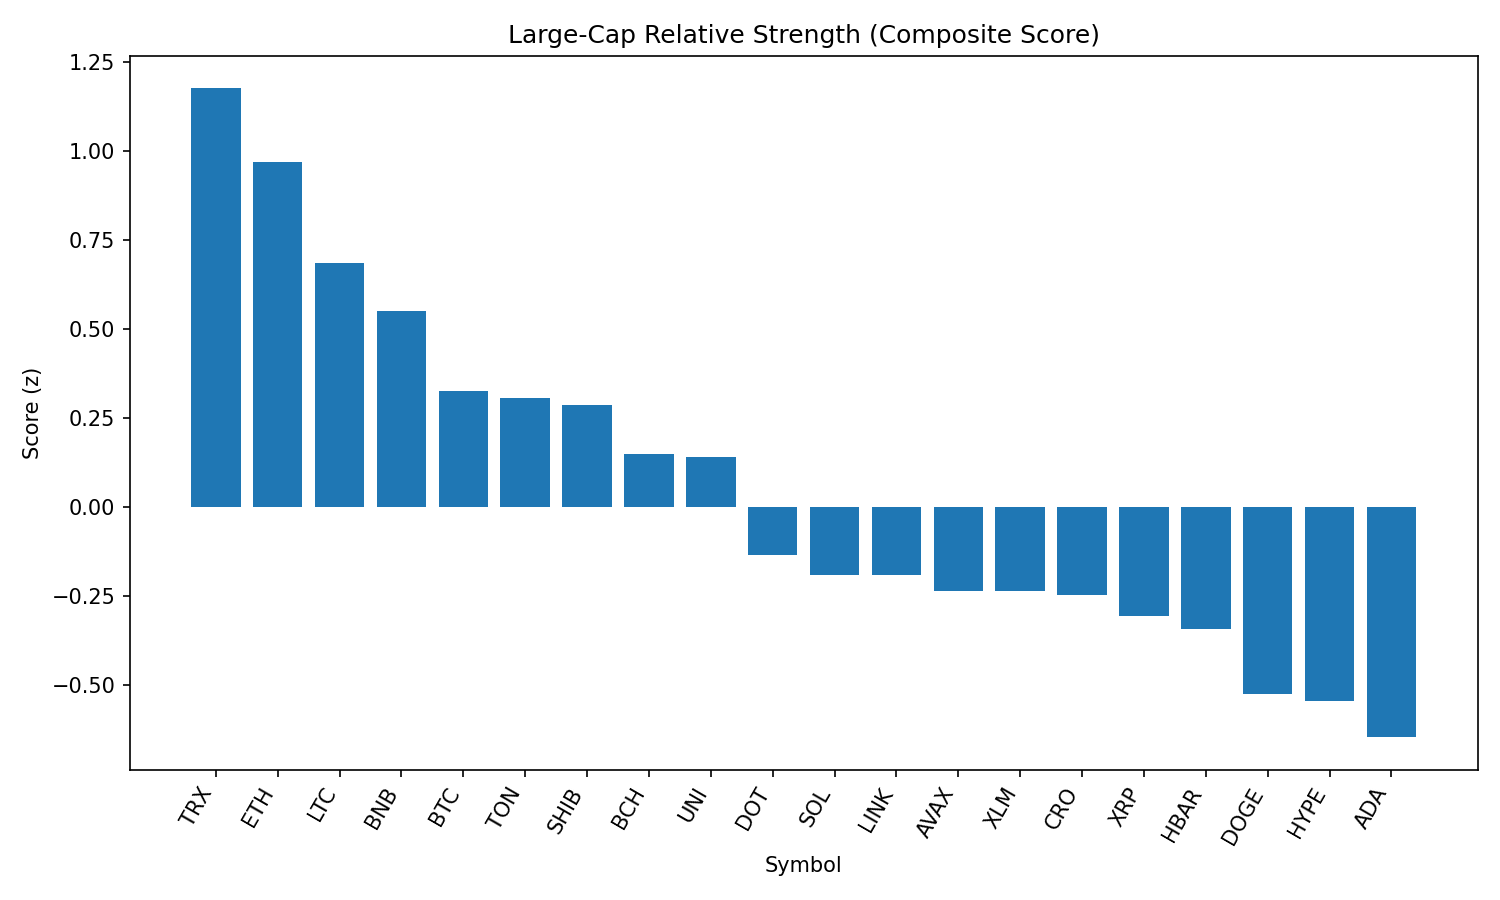 Large-Cap Relative Strength (Composite Score)
1.25
1.00
0.75
0.50
0.25
0.00
−0.25
−0.50
Score (z)
TRX
ETH
LTC
BNB
BTC
TON
SHIB
BCH
UNI
DOT
SOL
LINK
AVAX
XLM
CRO
XRP
HBAR
DOGE
HYPE
ADA
Symbol